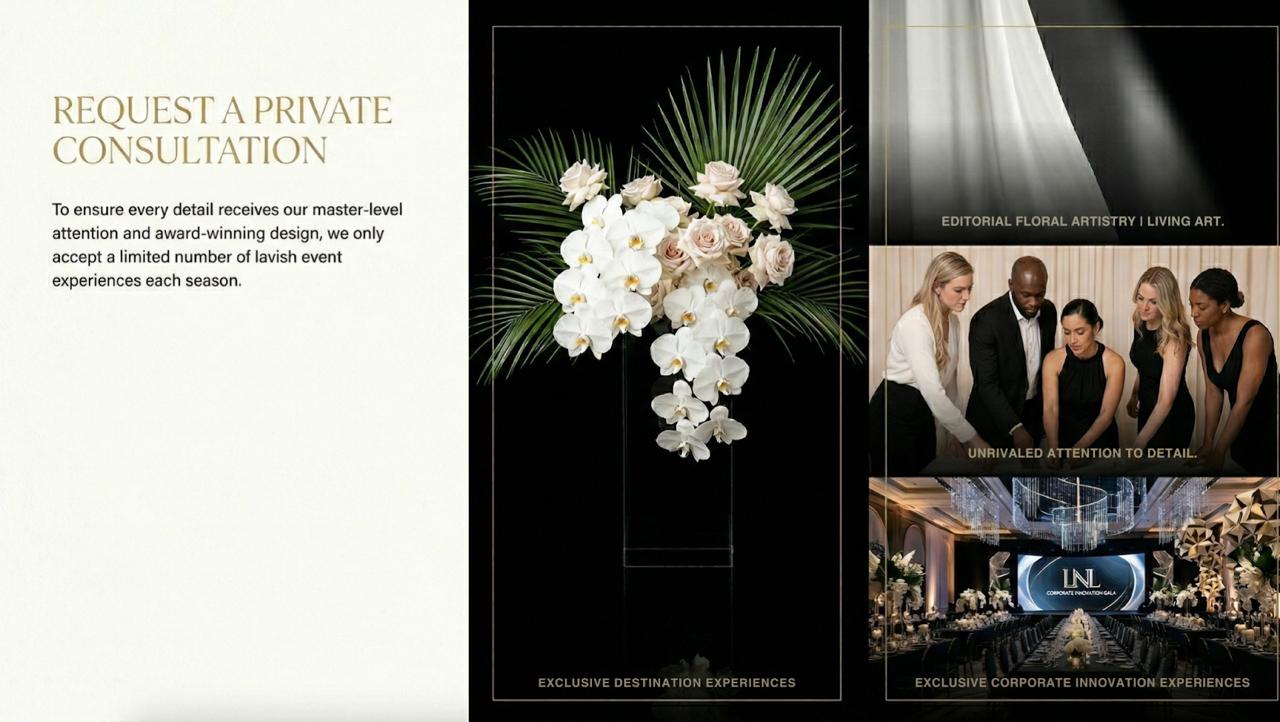 REQUEST A PRIVATE
CONSULTATION
To ensure every detail receives our master-level
attention and award-winning design, we only
accept a limited number of lavish event
experiences each season.
EXCLUSIVE DESTINATION EXPERIENCES
EDITORIAL FLORAL ARTISTRY | LIVING ART.
UNRIVALED ATTENTION TO DETAIL.
LNL
CORPORATE INNOVATION GALA
EXCLUSIVE CORPORATE INNOVATION EXPERIENCES